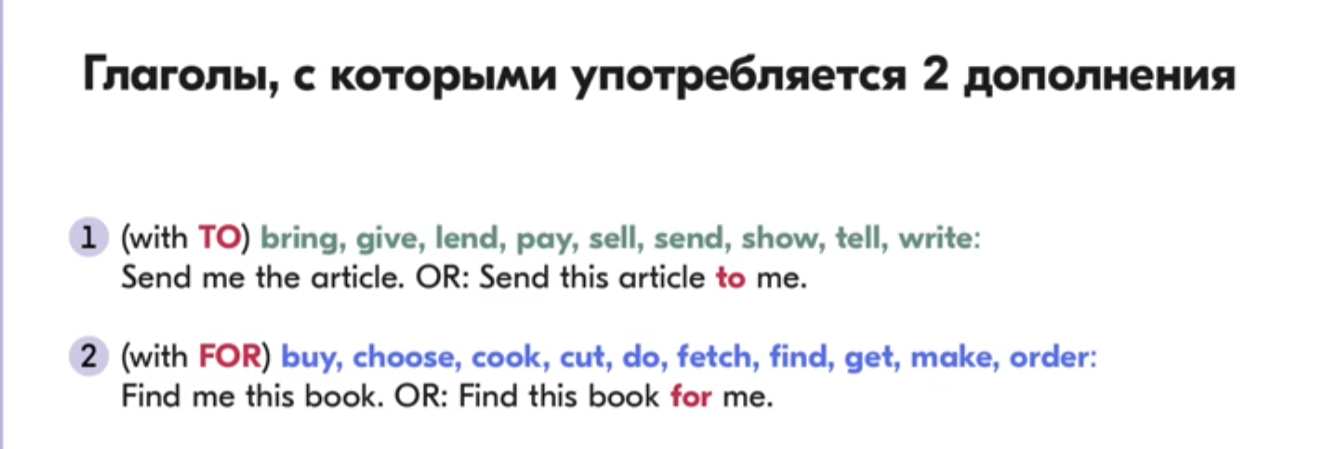 Глаголы, с которыми употребляется 2 дополнения
1 (with TO) bring, give, lend, pay, sell, send, show, tell, write:
Send me the article. OR: Send this article to me.
2 (with FOR) buy, choose, cook, cut, do, fetch, find, get, make, order:
Find me this book. OR: Find this book for me.